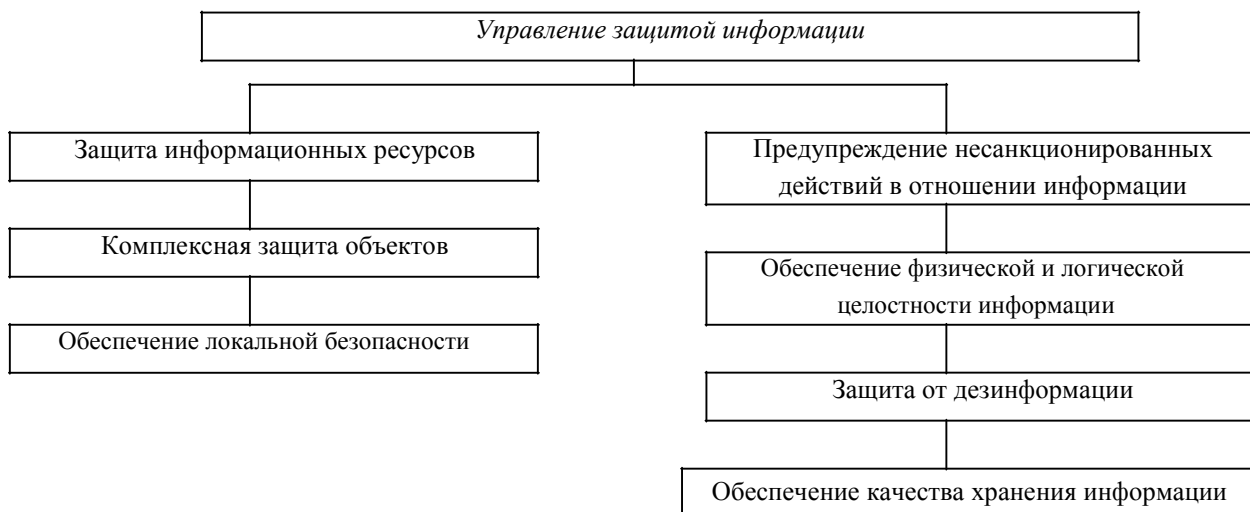 Управление защитой информации
Защита информационных ресурсов
Предупреждение несанкционированных
действий в отношении информации
Комплексная защита объектов
Обеспечение физической и логической
целостности информации
Обеспечение локальной безопасности
Защита от дезинформации
Обеспечение качества хранения информации